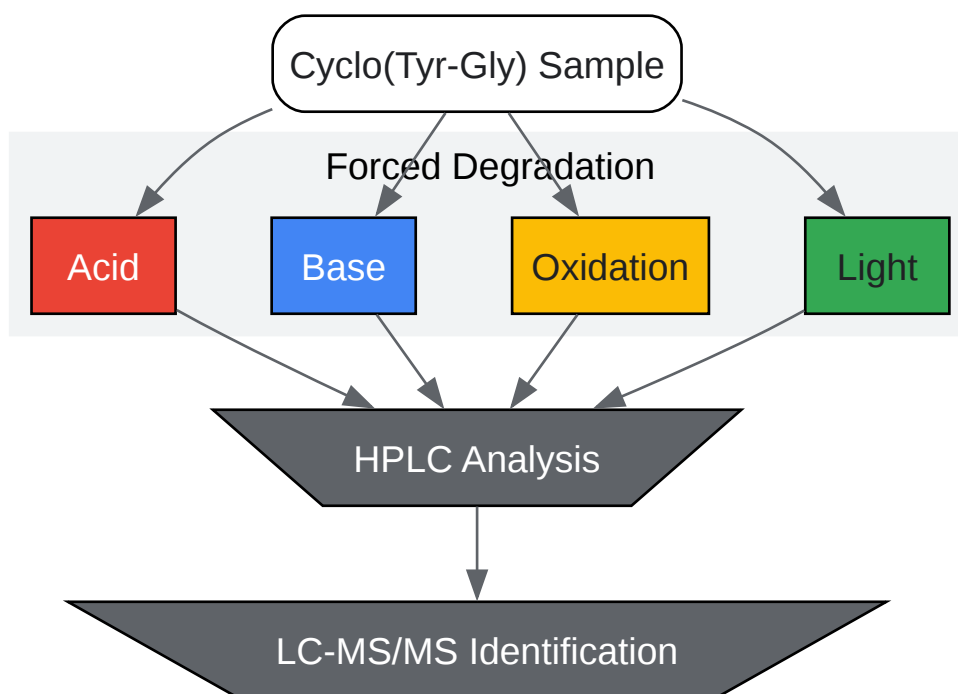 Cyclo(Tyr-Gly) Sample
Forced Degradation
Acid
Base
Oxidation
Light
HPLC Analysis
LC-MS/MS Identification